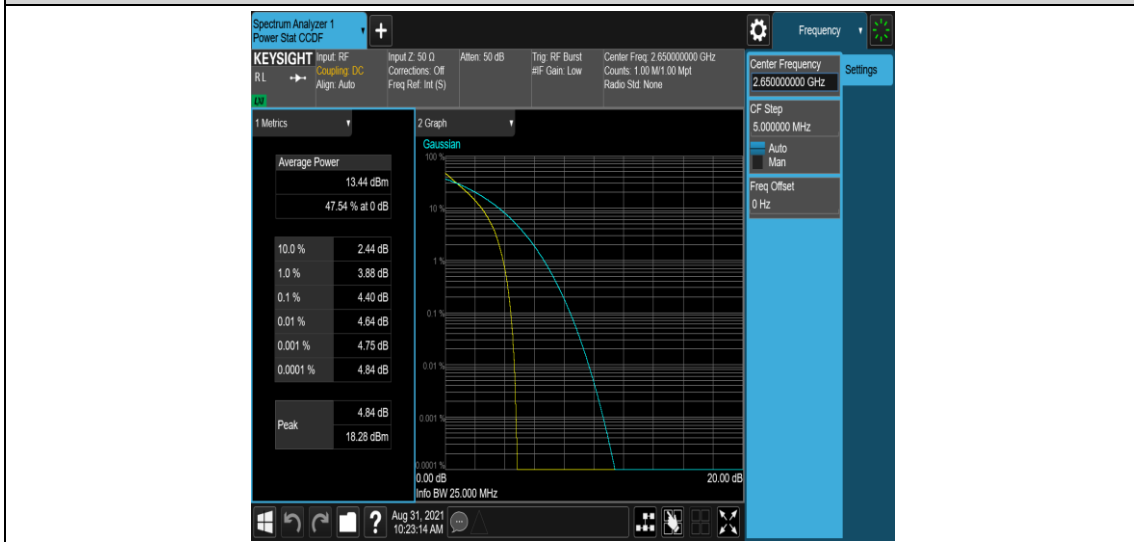 Spectrum Analyzer 1
Power Stat CCDF
Frequency
KEYSIGHT
Input: RF
Coupling: DC
Align: Auto
Input Z: 50 Ω
Corrections: Off
Freq Ref: Int (S)
Atten: 50 dB
Trig: RF Burst
#IF Gain: Low
Center Freq: 2.650000000 GHz
Counts: 1.00 M/1.00 Mpt
Radio Std: None
R L
LXI
Center Frequency
2.650000000 GHz
Settings
CF Step
5.000000 MHz
Auto
Man
Freq Offset
0 Hz
1 Metrics
Average Power
13.44 dBm
47.54 % at 0 dB
10.0 % 2.44 dB
1.0 % 3.88 dB
0.1 % 4.40 dB
0.01 % 4.64 dB
0.001 % 4.75 dB
0.0001 % 4.84 dB
Peak
4.84 dB
18.28 dBm
2 Graph
Gaussian
100 %
10 %
1 %
0.1 %
0.01 %
0.001 %
0.0001 %
0.00 dB
20.00 dB
Info BW 25.000 MHz
?
Aug 31, 2021
10:23:14 AM